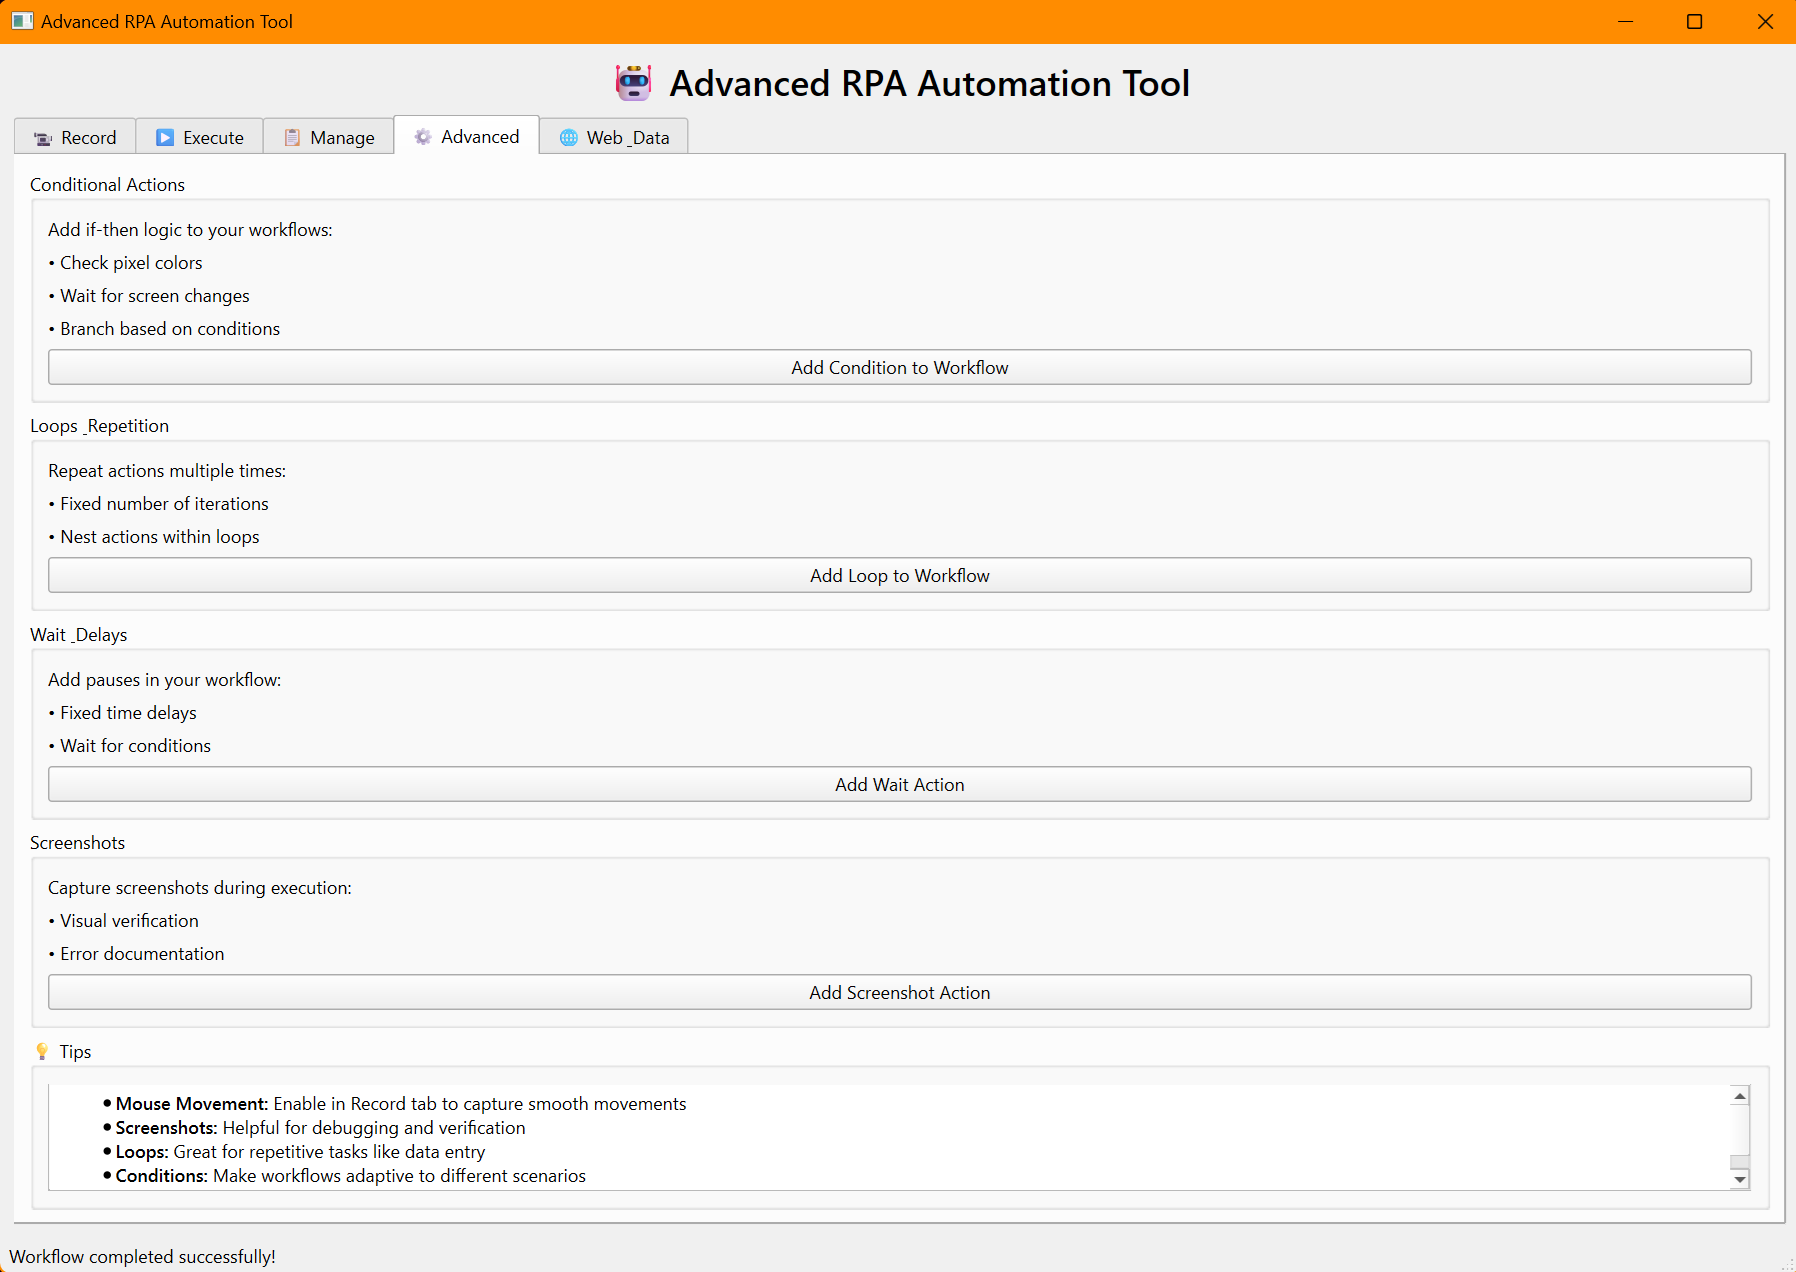 Advanced RPA Automation Tool
Advanced RPA Automation Tool
Record Execute Manage Advanced Web _Data
Conditional Actions
Add if-then logic to your workflows:
• Check pixel colors
• Wait for screen changes
• Branch based on conditions
Add Condition to Workflow
Loops _Repetition
Repeat actions multiple times:
• Fixed number of iterations
• Nest actions within loops
Add Loop to Workflow
Wait _Delays
Add pauses in your workflow:
• Fixed time delays
• Wait for conditions
Add Wait Action
Screenshots
Capture screenshots during execution:
• Visual verification
• Error documentation
Add Screenshot Action
Tips
• Mouse Movement: Enable in Record tab to capture smooth movements
• Screenshots: Helpful for debugging and verification
• Loops: Great for repetitive tasks like data entry
• Conditions: Make workflows adaptive to different scenarios
Workflow completed successfully!